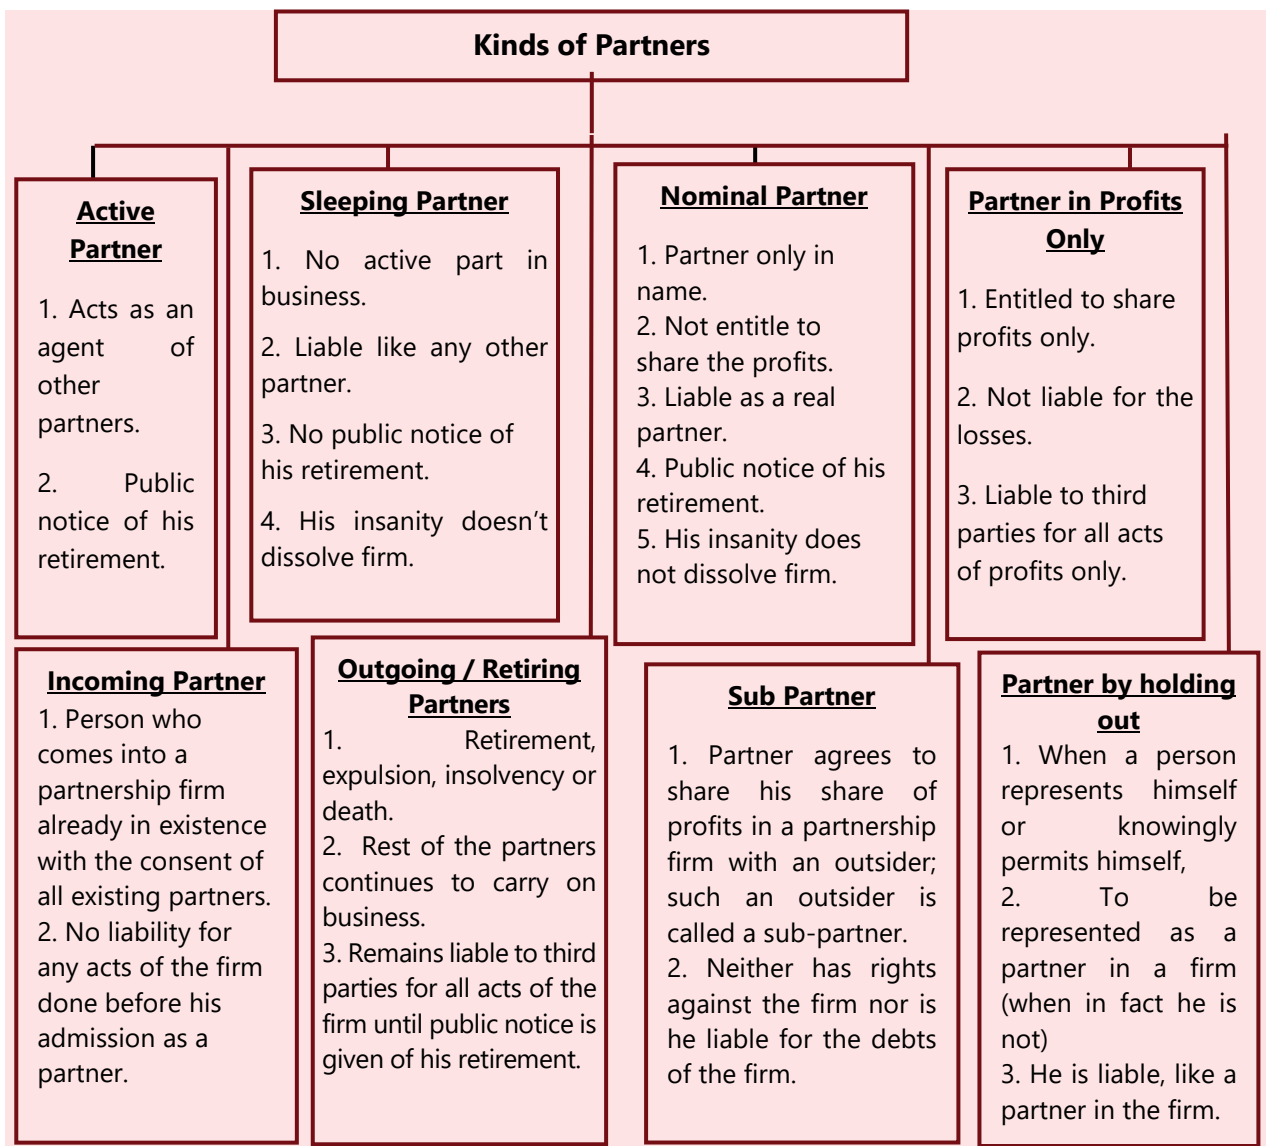 Kinds of Partners
Active
Partner
1. Acts as an
agent of
other
partners.
2. Public
notice of his
retirement.
Sleeping Partner
1. No active part in
business.
2. Liable like any other
partner.
3. No public notice of
his retirement.
4. His insanity doesn’t
dissolve firm.
Nominal Partner
1. Partner only in
name.
2. Not entitle to
share the profits.
3. Liable as a real
partner.
4. Public notice of his
retirement.
5. His insanity does
not dissolve firm.
Partner in Profits
Only
1. Entitled to share
profits only.
2. Not liable for the
losses.
3. Liable to third
parties for all acts
of profits only.
Incoming Partner
1. Person who
comes into a
partnership firm
already in existence
with the consent of
all existing partners.
2. No liability for
any acts of the firm
done before his
admission as a
partner.
Outgoing / Retiring
Partners
1. Retirement,
expulsion, insolvency or
death.
2. Rest of the partners
continues to carry on
business.
3. Remains liable to third
parties for all acts of the
firm until public notice is
given of his retirement.
Sub Partner
1. Partner agrees to
share his share of
profits in a partnership
firm with an outsider;
such an outsider is
called a sub-partner.
2. Neither has rights
against the firm nor is
he liable for the debts
of the firm.
Partner by holding
out
1. When a person
represents himself
or knowingly
permits himself,
2. To be
represented as a
partner in a firm
(when in fact he is
not)
3. He is liable, like a
partner in the firm.